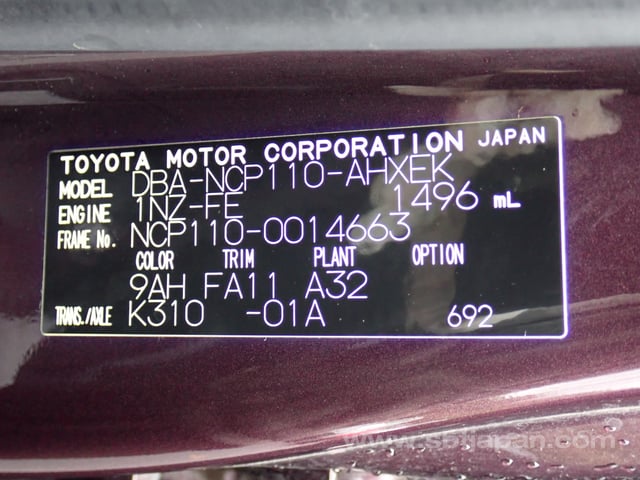 TOYOTA MOTOR CORPORATION JAPAN
MODEL DBA-NCP110-AHXEK
ENGINE 1NZ-FE 1496 mL
FRAME No. NCP110-0014663
COLOR TRIM PLANT OPTION
9AH FA11 A32
TRANS./AXLE K310 -01A 692
www.sbtjapan.com